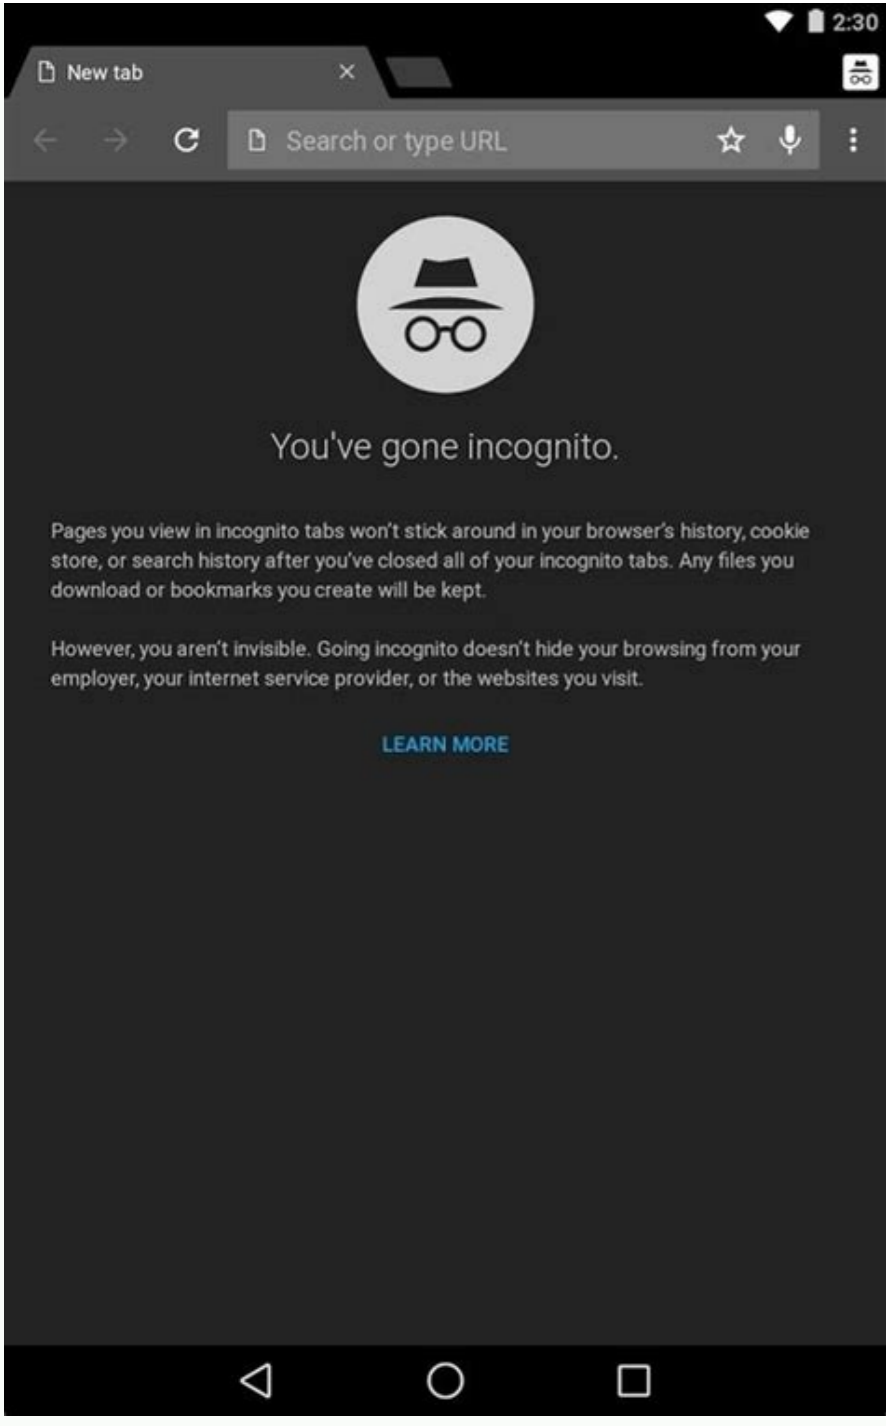 2:30
New tab
Search or type URL
You've gone incognito.
Pages you view in incognito tabs won’t stick around in your browser’s history, cookie
store, or search history after you’ve closed all of your incognito tabs. Any files you
download or bookmarks you create will be kept.
However, you aren’t invisible. Going incognito doesn’t hide your browsing from your
employer, your internet service provider, or the websites you visit.
LEARN MORE